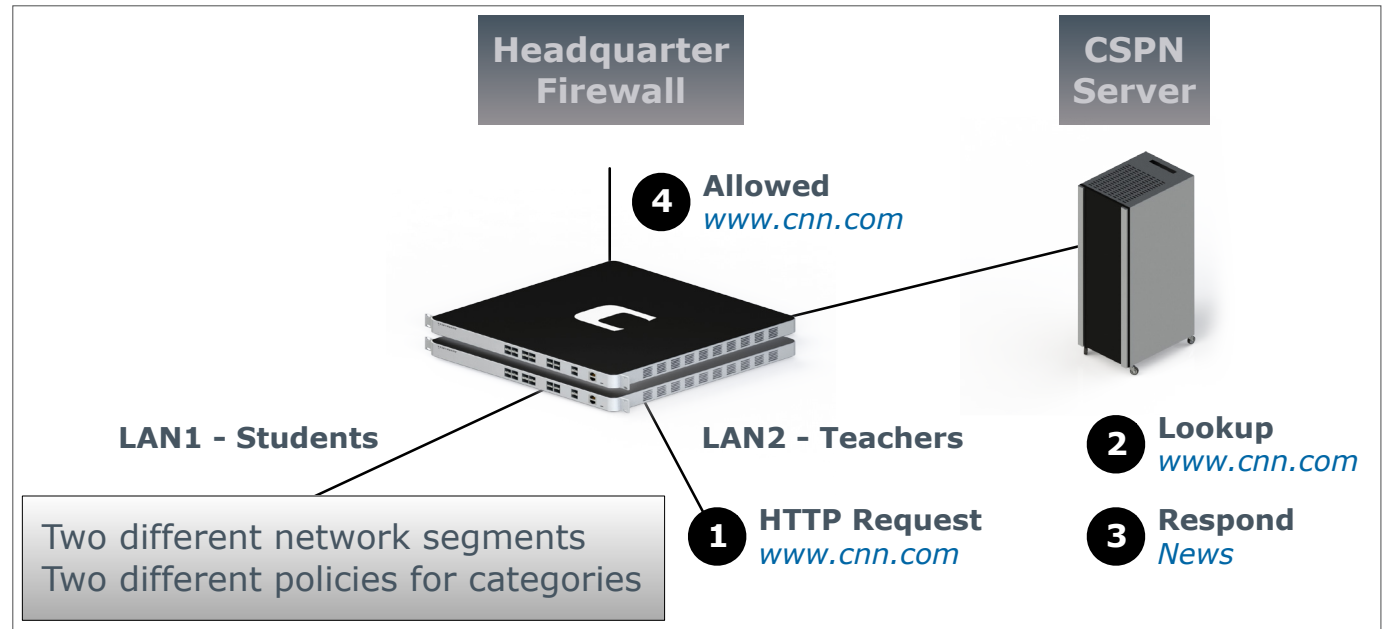 Headquarter
Firewall
CSPN
Server
4
Allowed
www.cnn.com
LAN1 - Students
LAN2 - Teachers
2
Lookup
www.cnn.com
Two different network segments
Two different policies for categories
1
HTTP Request
www.cnn.com
3
Respond
News